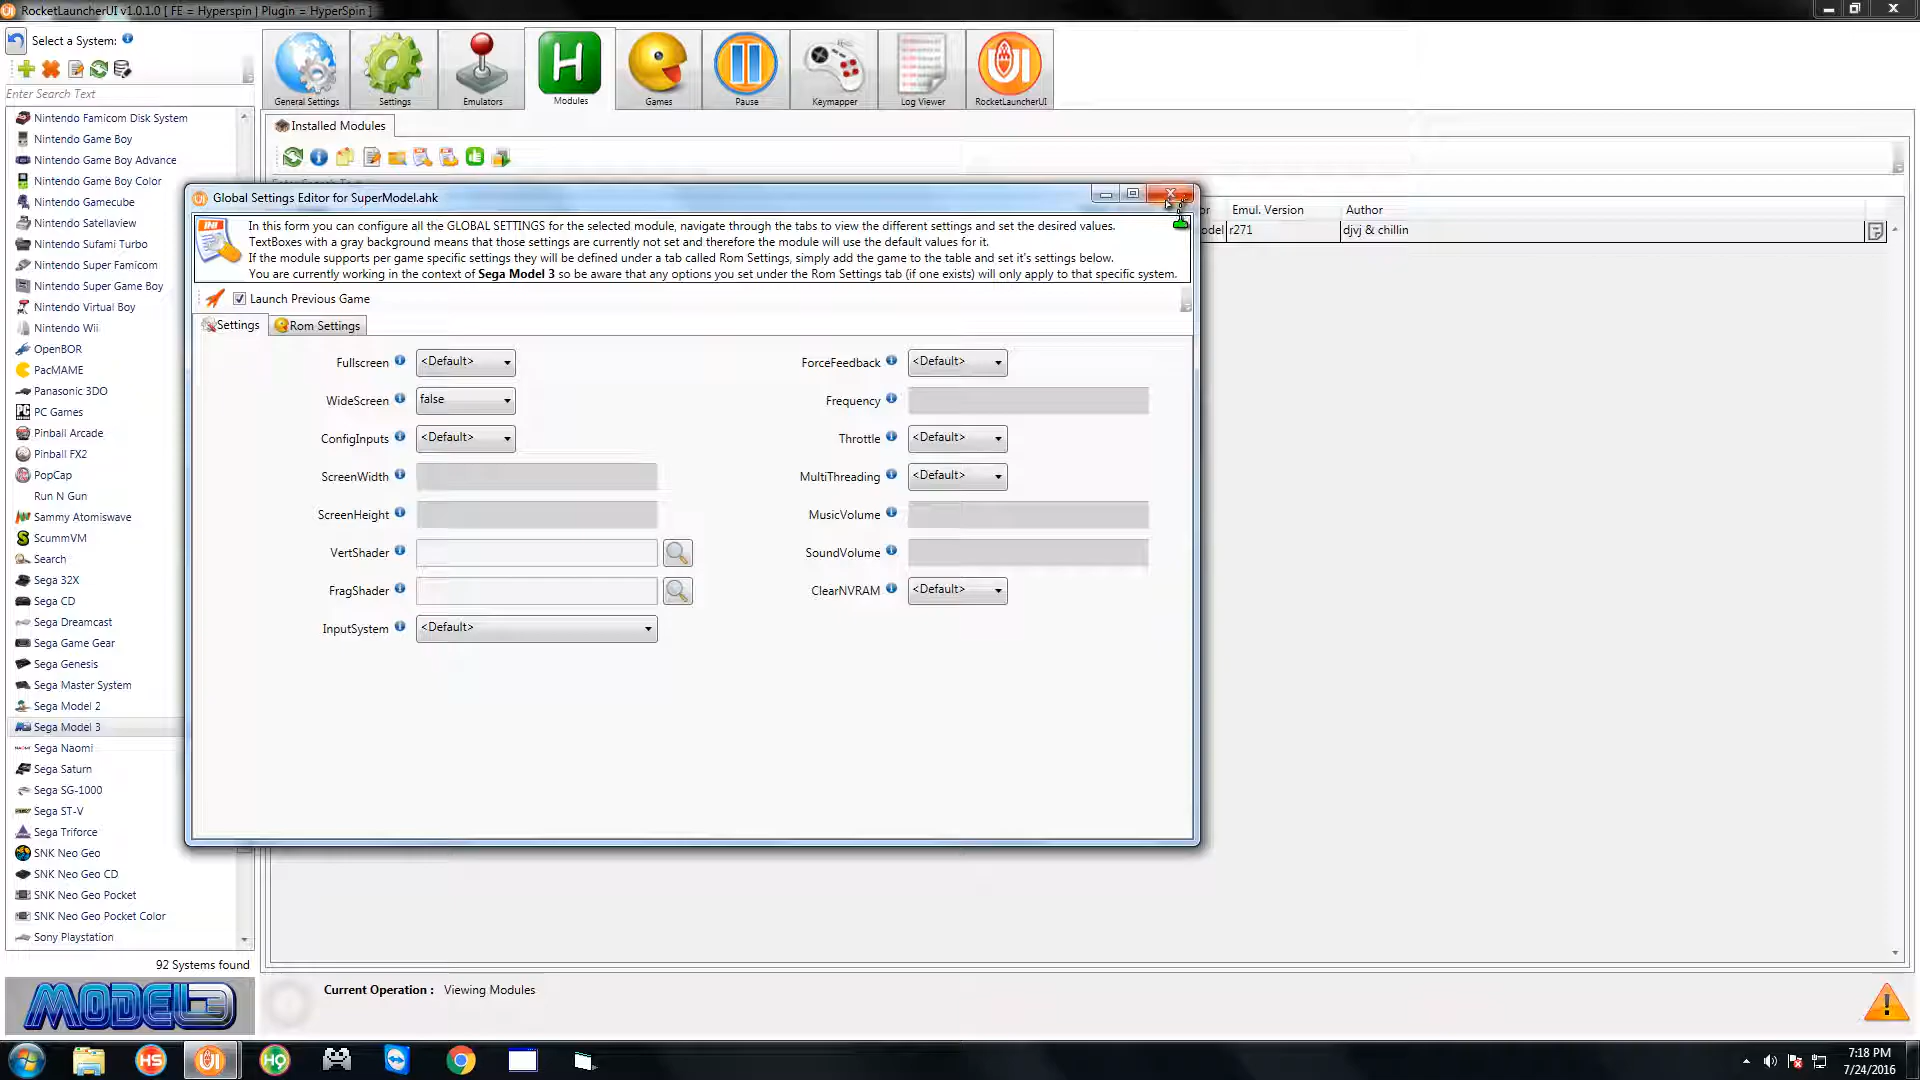 RocketLauncherUI v1.0.1.0 [ FE = Hyperspin | Plugin = HyperSpin ]
Select a System:
Enter Search Text
General Settings
Settings
Emulators
Modules
Games
Pause
Keymapper
Log Viewer
RocketLauncherUI
Installed Modules
Emul. Version
Author
r271
djvj & chillin
Nintendo Famicom Disk System
Nintendo Game Boy
Nintendo Game Boy Advance
Nintendo Game Boy Color
Nintendo Gamecube
Nintendo Satellaview
Nintendo Sufami Turbo
Nintendo Super Famicom
Nintendo Super Game Boy
Nintendo Virtual Boy
Nintendo Wii
OpenBOR
PacMAME
Panasonic 3DO
PC Games
Pinball Arcade
Pinball FX2
PopCap
Run N Gun
Sammy Atomiswave
ScummVM
Search
Sega 32X
Sega CD
Sega Dreamcast
Sega Game Gear
Sega Genesis
Sega Master System
Sega Model 2
Sega Model 3
Sega Naomi
Sega Saturn
Sega SG-1000
Sega ST-V
Sega Triforce
SNK Neo Geo
SNK Neo Geo CD
SNK Neo Geo Pocket
SNK Neo Geo Pocket Color
Sony Playstation
92 Systems found
MODEL3
Global Settings Editor for SuperModel.ahk
In this form you can configure all the GLOBAL SETTINGS for the selected module, navigate through the tabs to view the different settings and set the desired values.
TextBoxes with a gray background means that those settings are currently not set and therefore the module will use the default values for it.
If the module supports per game specific settings they will be defined under a tab called Rom Settings, simply add the game to the table and set it's settings below.
You are currently working in the context of Sega Model 3 so be aware that any options you set under the Rom Settings tab (if one exists) will only apply to that specific system.
Launch Previous Game
Settings
Rom Settings
Fullscreen <Default>
WideScreen false
ConfigInputs <Default>
ScreenWidth
ScreenHeight
VertShader
FragShader
InputSystem <Default>
ForceFeedback <Default>
Frequency
Throttle <Default>
MultiThreading <Default>
MusicVolume
SoundVolume
ClearNVRAM <Default>
Current Operation : Viewing Modules
7:18 PM
7/24/2016